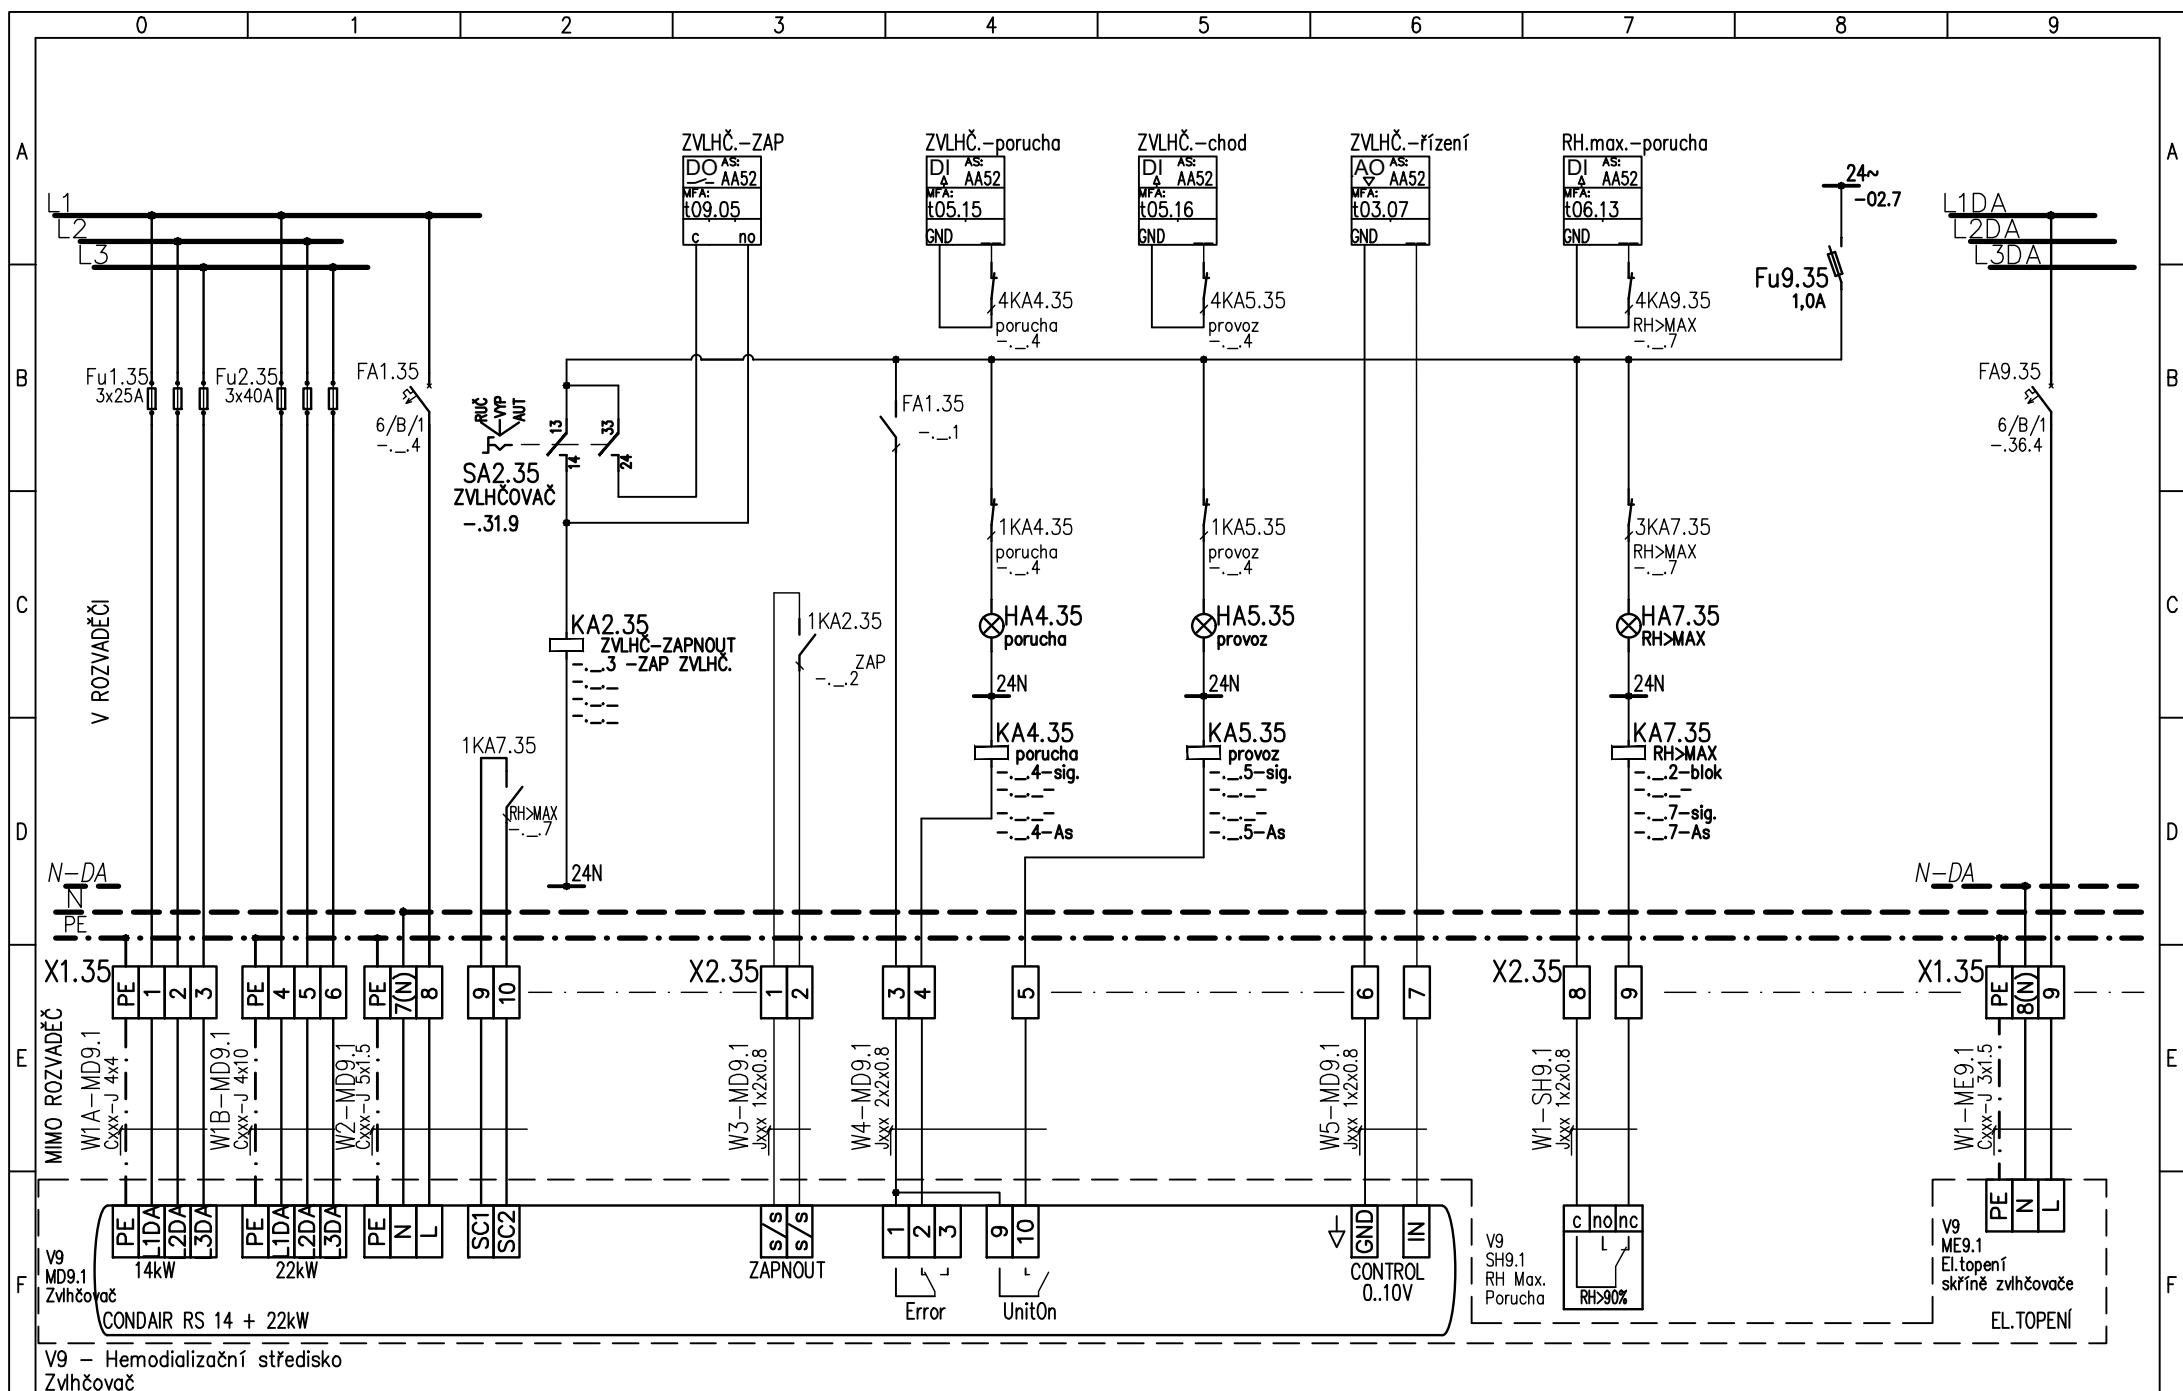 0 1 2 3 4 5 6 7 8 9
A A
B B
C C
D D
E E
F F
ZVLHČ.-ZAP
DO AS: AA52
MFA:
t09.05
c no
ZVLHČ.-porucha
DI AS: AA52
MFA:
t05.15
GND __
ZVLHČ.-chod
DI AS: AA52
MFA:
t05.16
GND __
ZVLHČ.-řízení
AO AS: AA52
MFA:
t03.07
GND __
RH.max.-porucha
DI AS: AA52
MFA:
t06.13
GND __
24~
-02.7
L1
L2
L3
L1DA
L2DA
L3DA
4KA4.35
porucha
-._.4
4KA5.35
provoz
-._.4
4KA9.35
RH>MAX
-._.7
Fu9.35
1,0A
Fu1.35
3x25A
Fu2.35
3x40A
FA1.35
6/B/1
-._.4
RUČ
VYP
AUT
13
14
33
24
SA2.35
ZVLHČOVAČ
-.31.9
FA1.35
-._.1
FA9.35
6/B/1
-.36.4
1KA4.35
porucha
-._.4
1KA5.35
provoz
-._.4
3KA7.35
RH>MAX
-._.7
V ROZVADĚČI
KA2.35
ZVLHČ-ZAPNOUT
-._.3 -ZAP ZVLHČ.
-._._
-._._
-._._
1KA2.35
ZAP
-._.2
HA4.35
porucha
HA5.35
provoz
HA7.35
RH>MAX
24N
24N
24N
1KA7.35
RH>MAX
-._.7
KA4.35
porucha
-._.4-sig.
-._._-
-._._-
-._.4-As
KA5.35
provoz
-._.5-sig.
-._._-
-._._-
-._.5-As
KA7.35
RH>MAX
-._.2-blok
-._._-
-._.7-sig.
-._.7-As
24N
N-DA
N
PE
N-DA
X1.35
PE 1 2 3
PE 4 5 6
PE 7(N) 8
9 10
X2.35
1 2
3 4
5
6 7
X2.35
8 9
X1.35
PE 8(N) 9
MIMO ROZVADĚČ
W1A-MD9.1
Cxxx-J 4x4
W1B-MD9.1
Cxxx-J 4x10
W2-MD9.1
Cxxx-J 5x1.5
W3-MD9.1
Jxxx 1x2x0.8
W4-MD9.1
Jxxx 2x2x0.8
W5-MD9.1
Jxxx 1x2x0.8
W1-SH9.1
Jxxx 1x2x0.8
W1-ME9.1
Cxxx-J 3x1.5
PE L1DA L2DA L3DA
14kW
PE L1DA L2DA L3DA
22kW
PE N L
SC1 SC2
s/s s/s
ZAPNOUT
1 2 3
Error
9 10
UnitOn
GND IN
CONTROL
0..10V
V9
MD9.1
Zvlhčovač
CONDAIR RS 14 + 22kW
V9
SH9.1
RH Max.
Porucha
c no nc
RH>90%
PE N L
V9
ME9.1
El.topení
skříně zvlhčovače
EL.TOPENÍ
V9 - Hemodializační středisko
Zvlhčovač